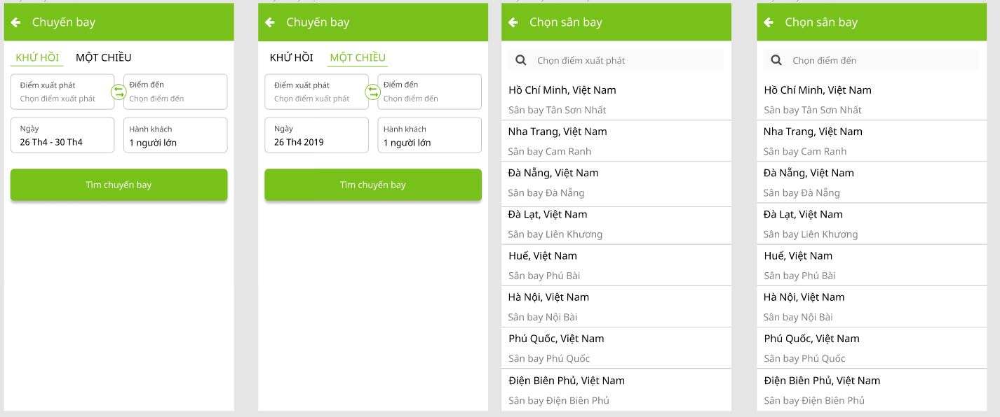 Chuyến bay
KHỨ HỒI MỘT CHIỀU
Điểm xuất phát
Chọn điểm xuất phát
Điểm đến
Chọn điểm đến
Ngày
26 Th4 - 30 Th4
Hành khách
1 người lớn
Tìm chuyến bay
Chuyến bay
KHỨ HỒI MỘT CHIỀU
Điểm xuất phát
Chọn điểm xuất phát
Điểm đến
Chọn điểm đến
Ngày
26 Th4 2019
Hành khách
1 người lớn
Tìm chuyến bay
Chọn sân bay
Chọn điểm xuất phát
Hồ Chí Minh, Việt Nam
Sân bay Tân Sơn Nhất
Nha Trang, Việt Nam
Sân bay Cam Ranh
Đà Nẵng, Việt Nam
Sân bay Đà Nẵng
Đà Lạt, Việt Nam
Sân bay Liên Khương
Huế, Việt Nam
Sân bay Phú Bài
Hà Nội, Việt Nam
Sân bay Nội Bài
Phú Quốc, Việt Nam
Sân bay Phú Quốc
Điện Biên Phủ, Việt Nam
Sân bay Điện Biên Phủ
Chọn sân bay
Chọn điểm đến
Hồ Chí Minh, Việt Nam
Sân bay Tân Sơn Nhất
Nha Trang, Việt Nam
Sân bay Cam Ranh
Đà Nẵng, Việt Nam
Sân bay Đà Nẵng
Đà Lạt, Việt Nam
Sân bay Liên Khương
Huế, Việt Nam
Sân bay Phú Bài
Hà Nội, Việt Nam
Sân bay Nội Bài
Phú Quốc, Việt Nam
Sân bay Phú Quốc
Điện Biên Phủ, Việt Nam
Sân bay Điện Biên Phủ